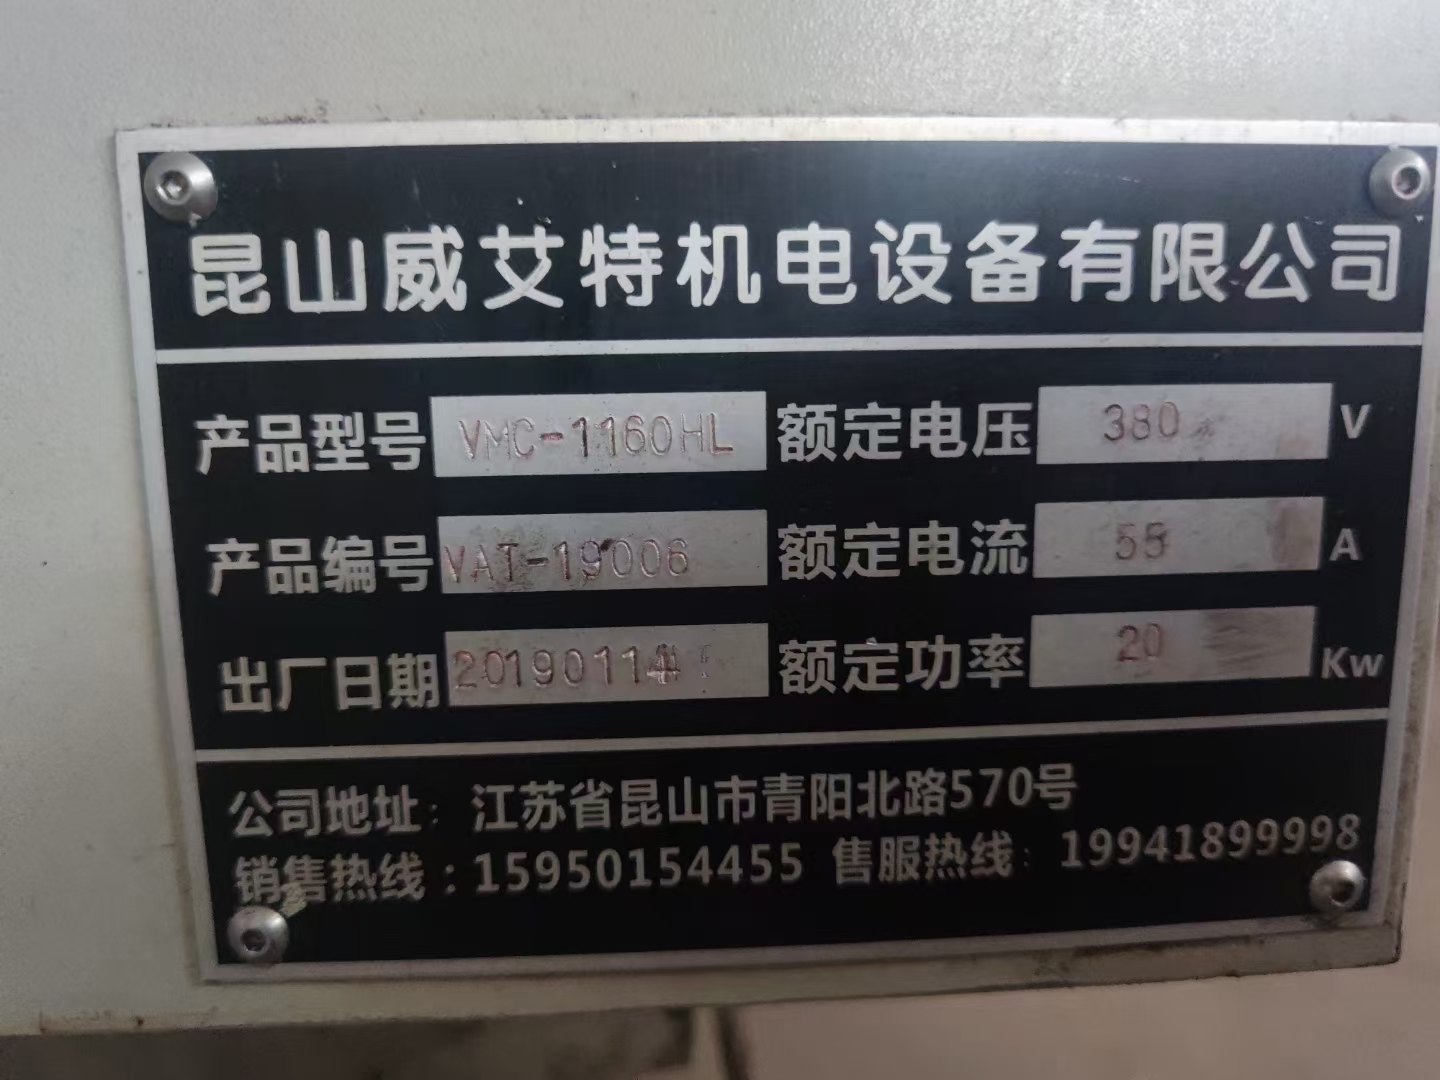 昆山威艾特机电设备有限公司
产品型号 VMC-1160HL 额定电压 380 V
产品编号 VAT-19006 额定电流 55 A
出厂日期 20190114 额定功率 20 Kw
公司地址：江苏省昆山市青阳北路570号
销售热线：15950154455 售服热线：19941899998